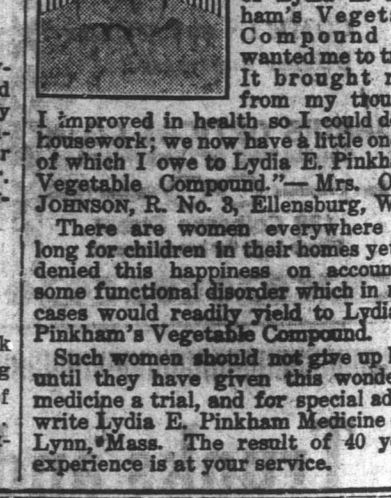 ham's Veget
Compound
wanted me to t
It brought
from my trou
I improved in health so I could d
housework; we now have a little on
of which I owe to Lydia E. Pinkh
Vegetable Compound."— Mrs. O
JOHNSON, R. No. 3, Ellensburg, W
There are women everywhere
long for children in their homes ye
denied this happiness on accoun
some functional disorder which in
cases would readily yield to Lydia
Pinkham's Vegetable Compound.
Such women should not give up
until they have given this wonde
medicine a trial, and for special ad
write Lydia E. Pinkham Medicine
Lynn, Mass. The result of 40 y
experience is at your service.